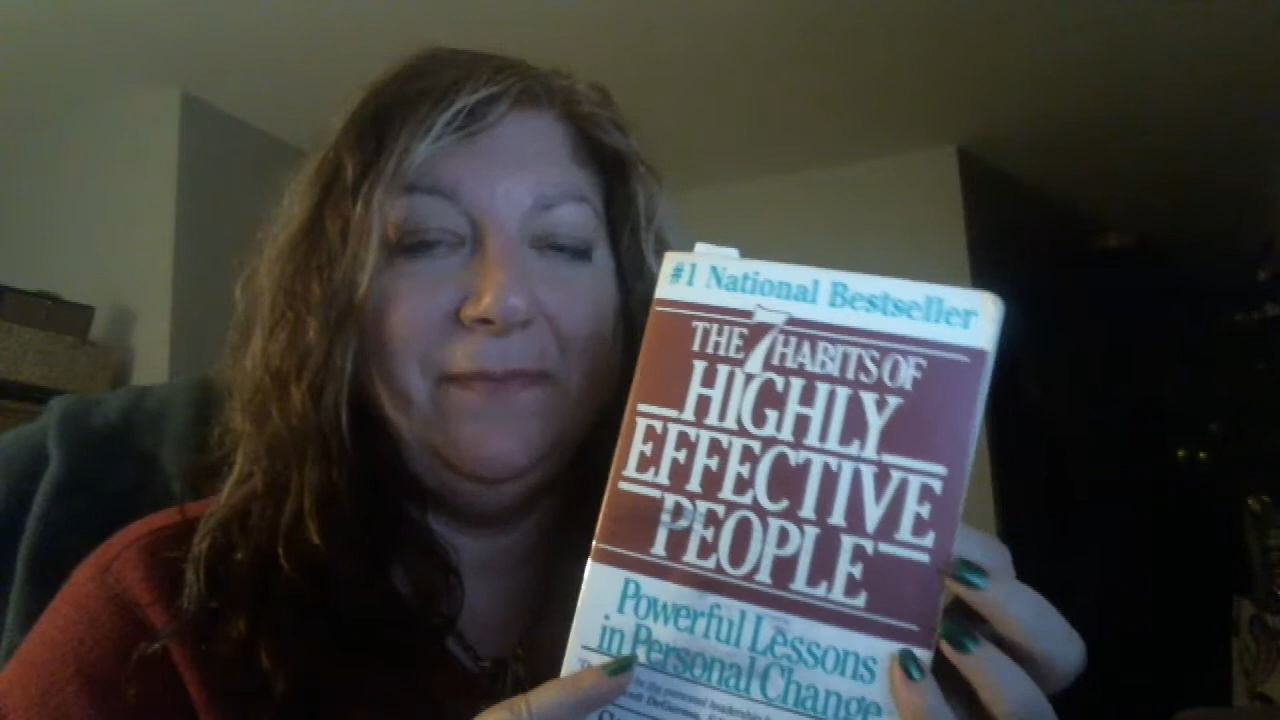 #1 National Bestseller
THE 7 HABITS OF
HIGHLY
EFFECTIVE
PEOPLE
Powerful Lessons
in Personal Change